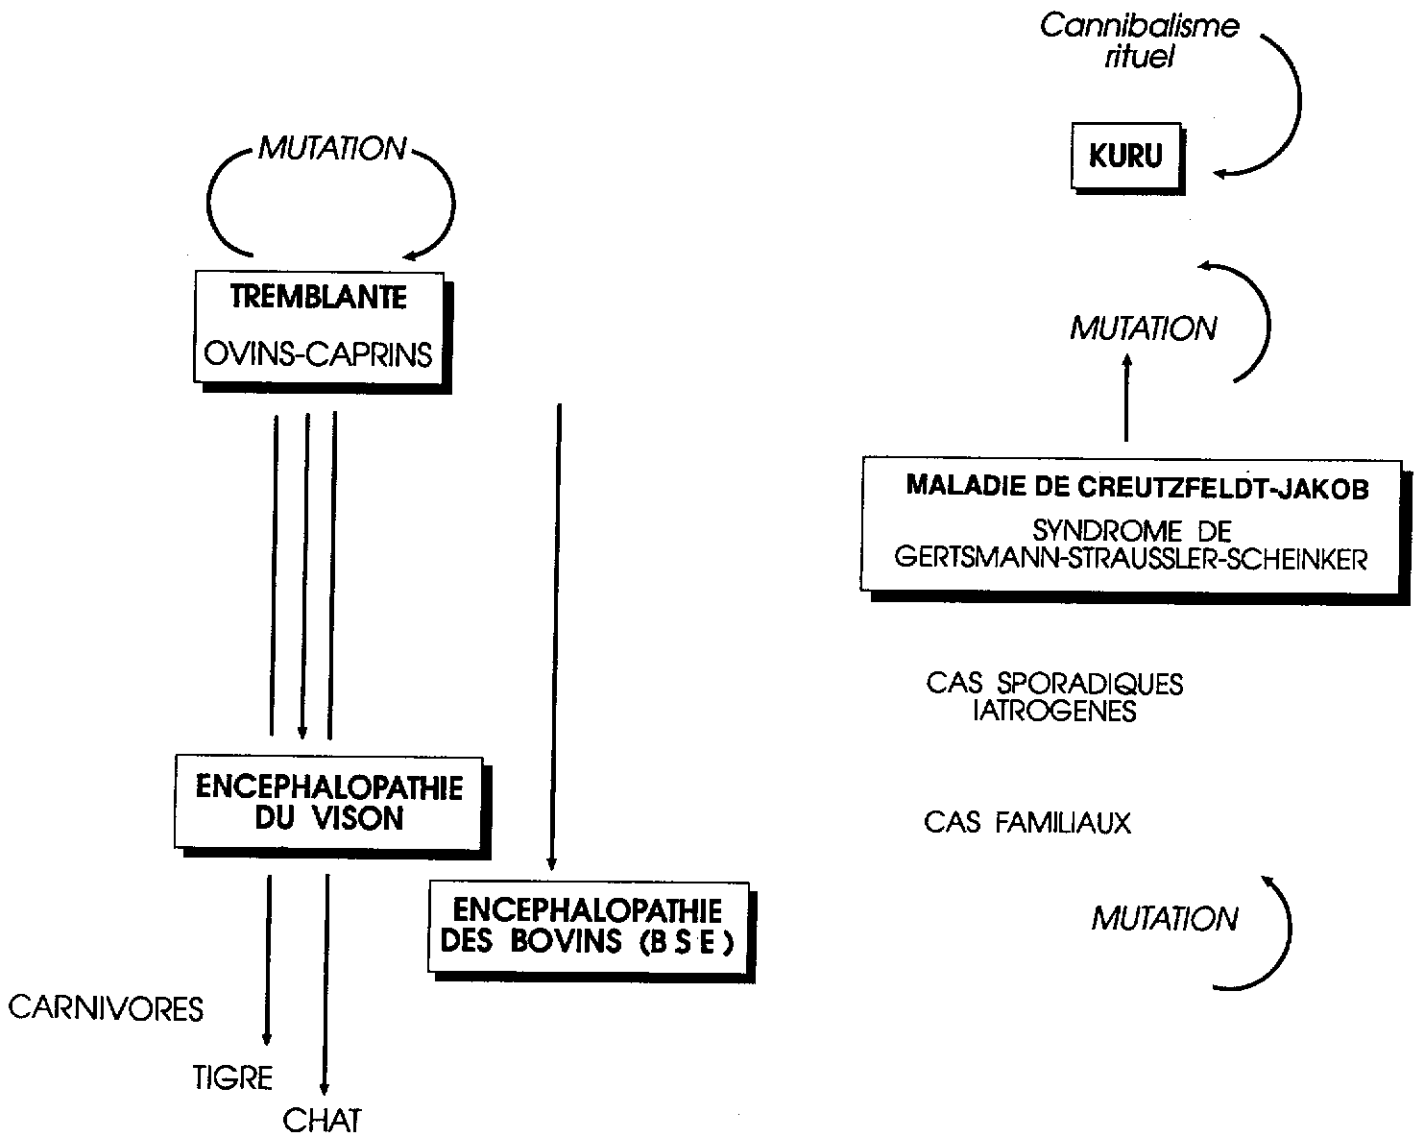 Cannibalisme
rituel
KURU
MUTATION
TREMBLANTE
OVINS-CAPRINS
MUTATION
MALADIE DE CREUTZFELDT-JAKOB
SYNDROME DE
GERTSMANN-STRAUSSLER-SCHEINKER
CAS SPORADIQUES
IATROGENES
CAS FAMILIAUX
MUTATION
ENCEPHALOPATHIE
DU VISON
ENCEPHALOPATHIE
DES BOVINS (B S E)
CARNIVORES
TIGRE
CHAT